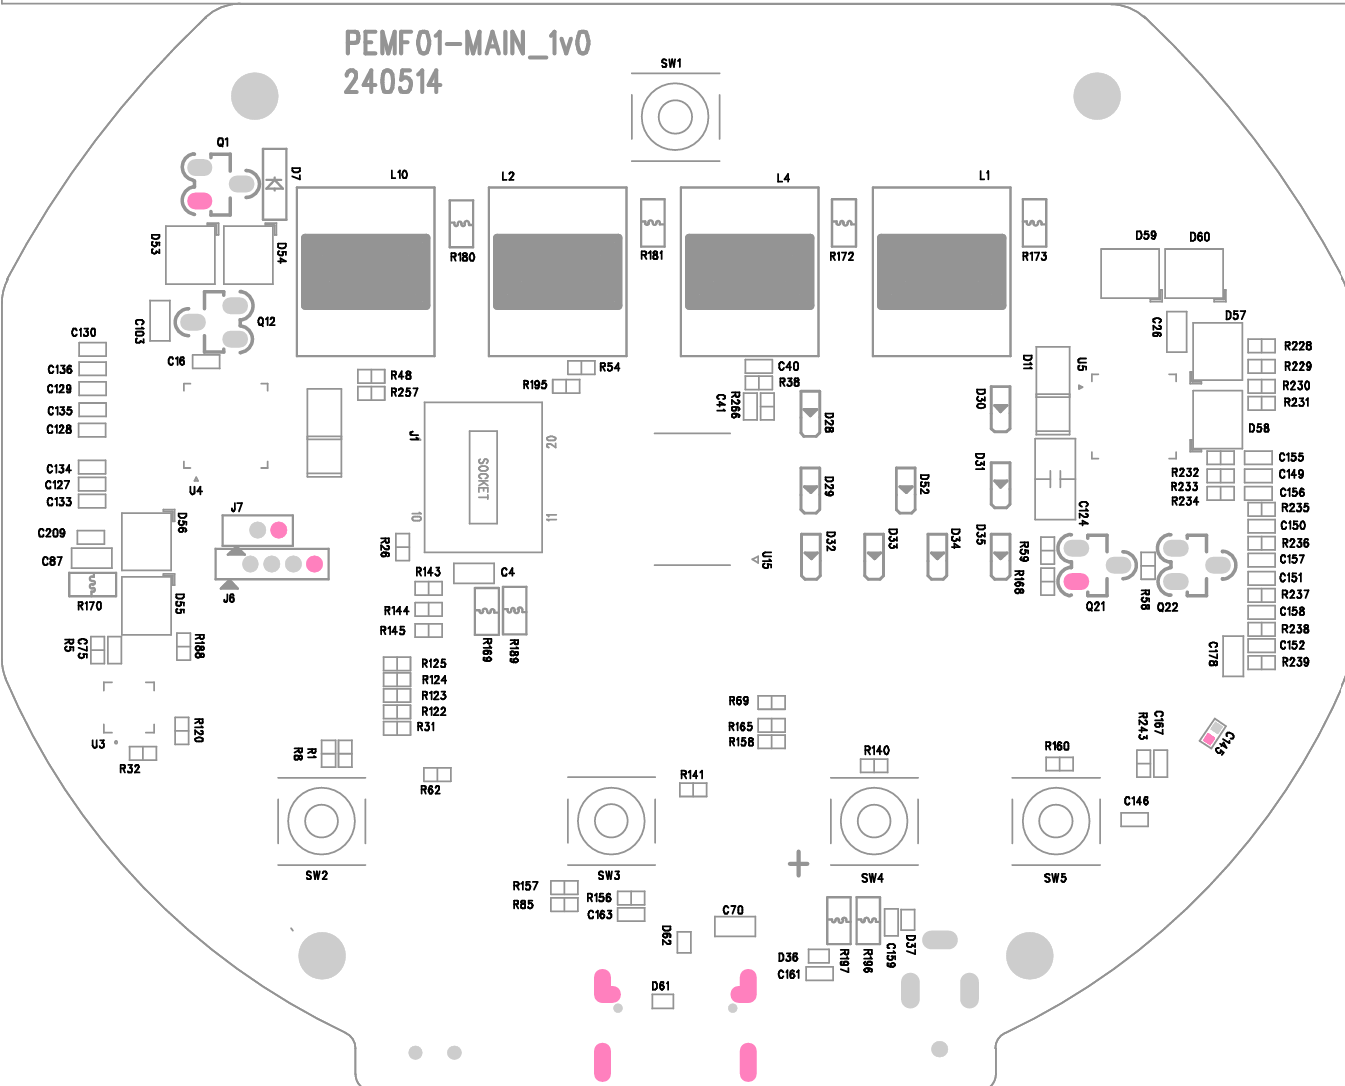 PEMF01-MAIN_1v0
240514
SW1
Q1
D7
L10
L2
L4
L1
D53
D54
R180
R181
R172
R173
D59
D60
C103
Q12
C26
D57
C130
C16
R228
C136
R48
R195
R54
C40
D11
U5
R229
C129
R257
R38
R230
C135
C41
R266
D28
D30
R231
C128
J1
20
D58
C134
SOCKET
D29
D52
D31
R232
C155
C127
U4
R233
C149
C133
R234
C156
J7
10
11
C124
R235
C209
D56
C150
C87
R26
D32
D33
D34
D35
R59
R236
U15
C157
R170
J6
R143
C4
R168
R58
C151
D55
R144
Q21
Q22
R237
R145
C158
R5
C75
R188
R169
R189
R238
C178
C152
R125
R239
R124
R123
R69
R122
U3
R120
R31
R165
R243
C167
C145
R32
R8
R1
R158
R62
R141
R140
R160
C146
SW2
SW3
SW4
SW5
R157
R156
R85
C163
C70
D62
R197
R196
C159
D37
D36
C161
D61